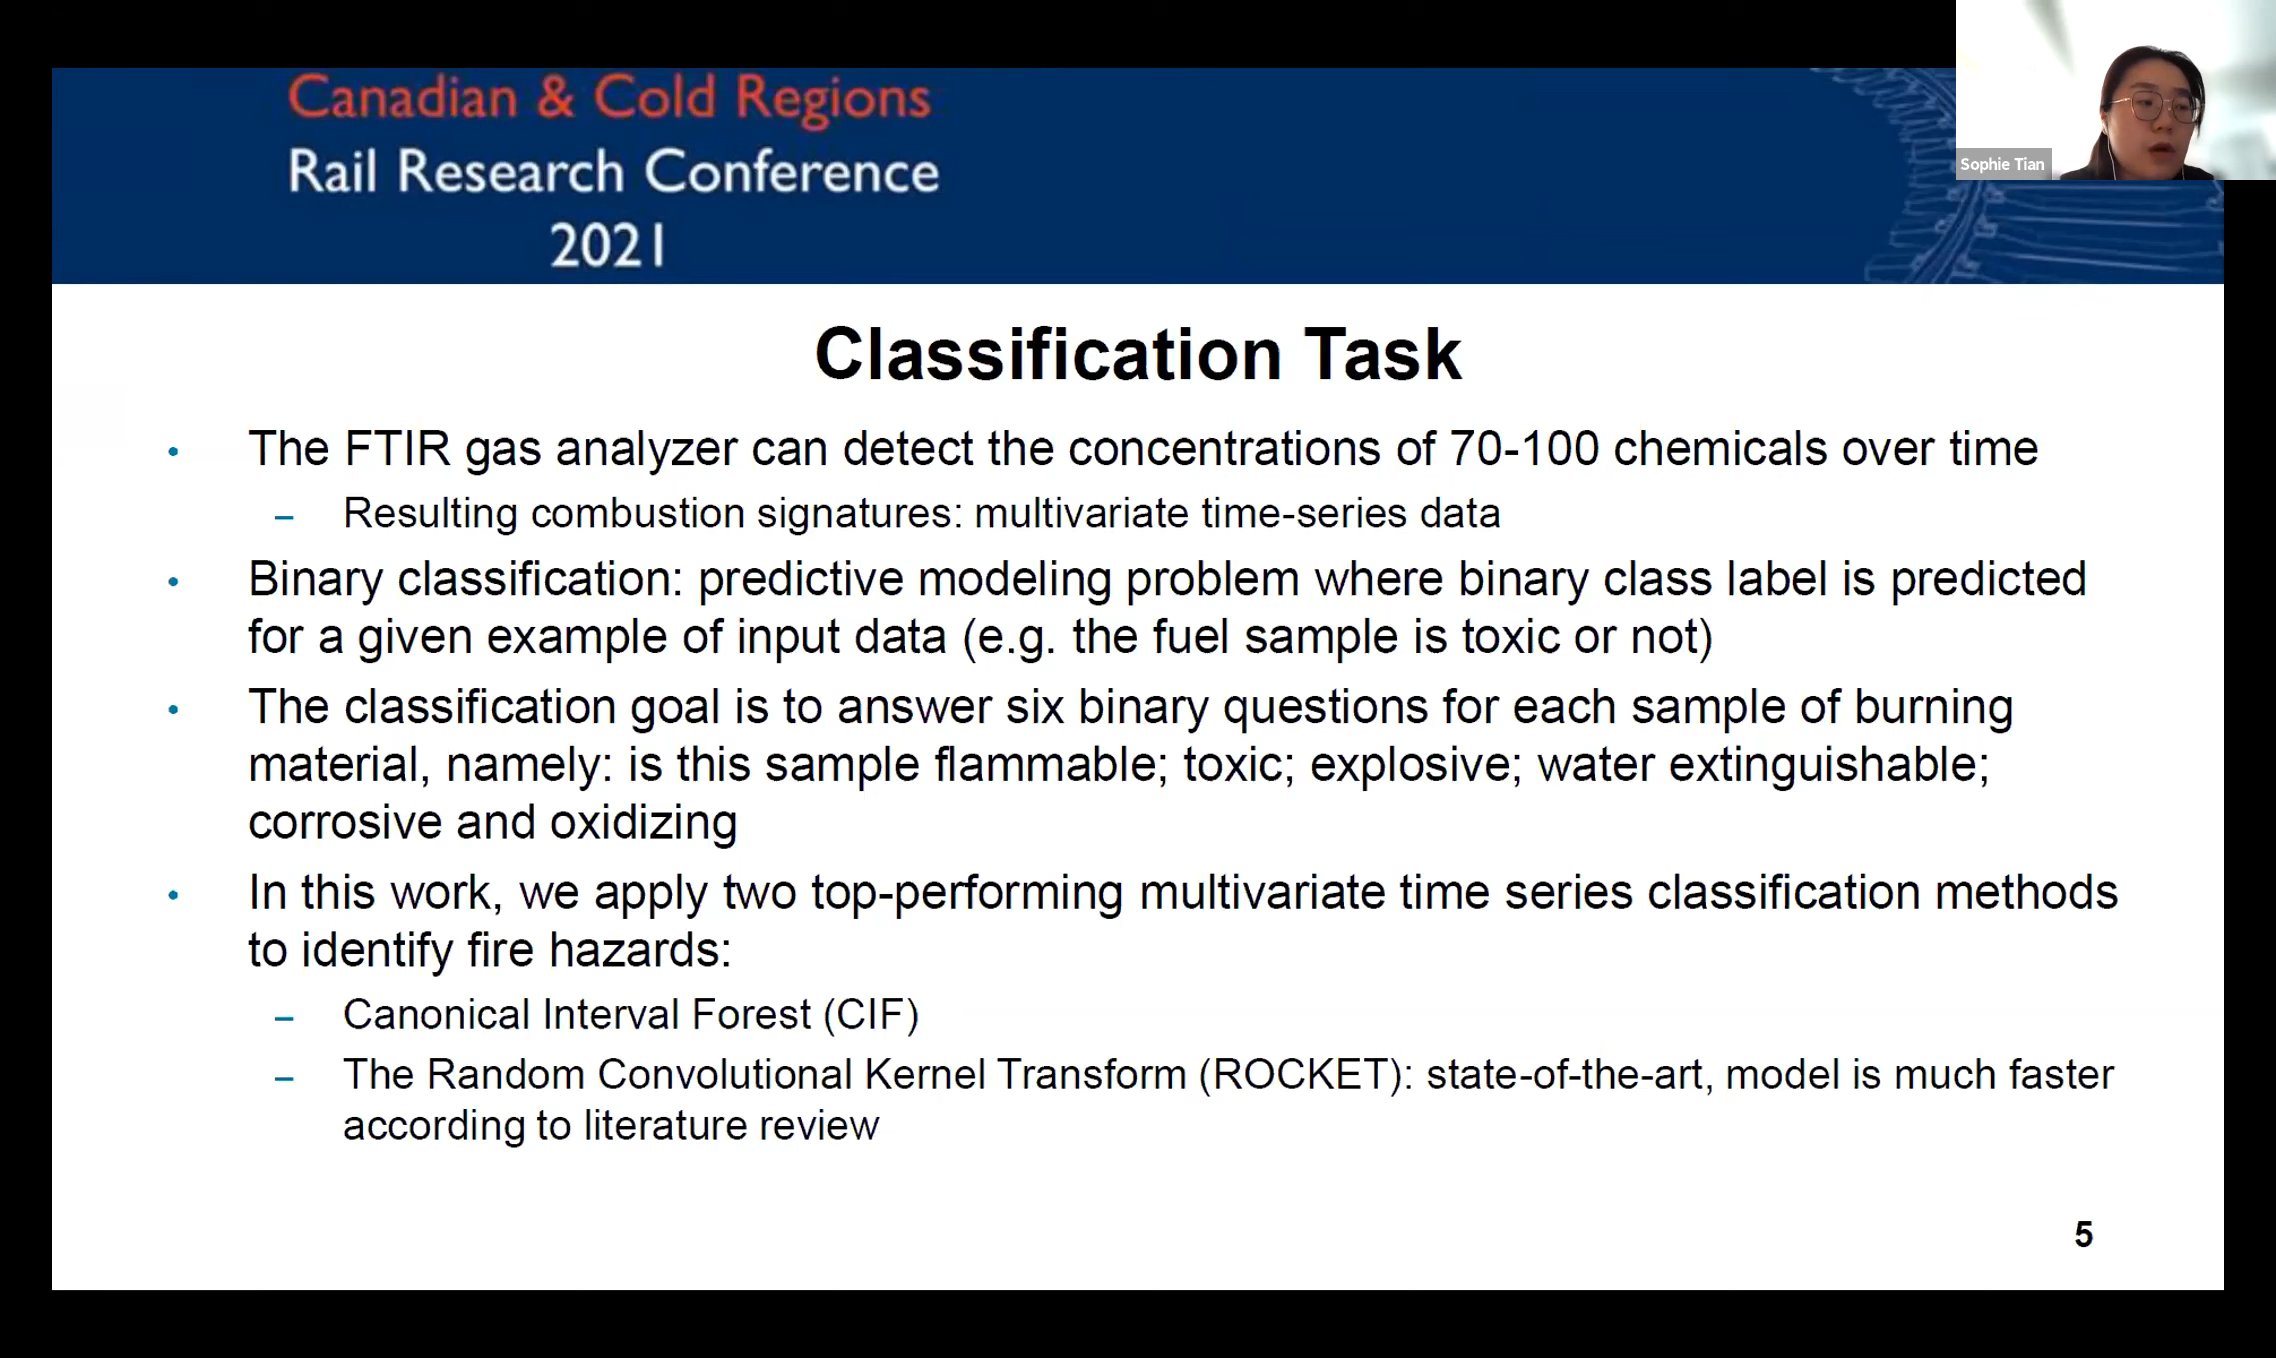 Canadian & Cold Regions
Rail Research Conference
2021
Sophie Tian
Classification Task
• The FTIR gas analyzer can detect the concentrations of 70-100 chemicals over time
– Resulting combustion signatures: multivariate time-series data
• Binary classification: predictive modeling problem where binary class label is predicted
for a given example of input data (e.g. the fuel sample is toxic or not)
• The classification goal is to answer six binary questions for each sample of burning
material, namely: is this sample flammable; toxic; explosive; water extinguishable;
corrosive and oxidizing
• In this work, we apply two top-performing multivariate time series classification methods
to identify fire hazards:
– Canonical Interval Forest (CIF)
– The Random Convolutional Kernel Transform (ROCKET): state-of-the-art, model is much faster
according to literature review
5